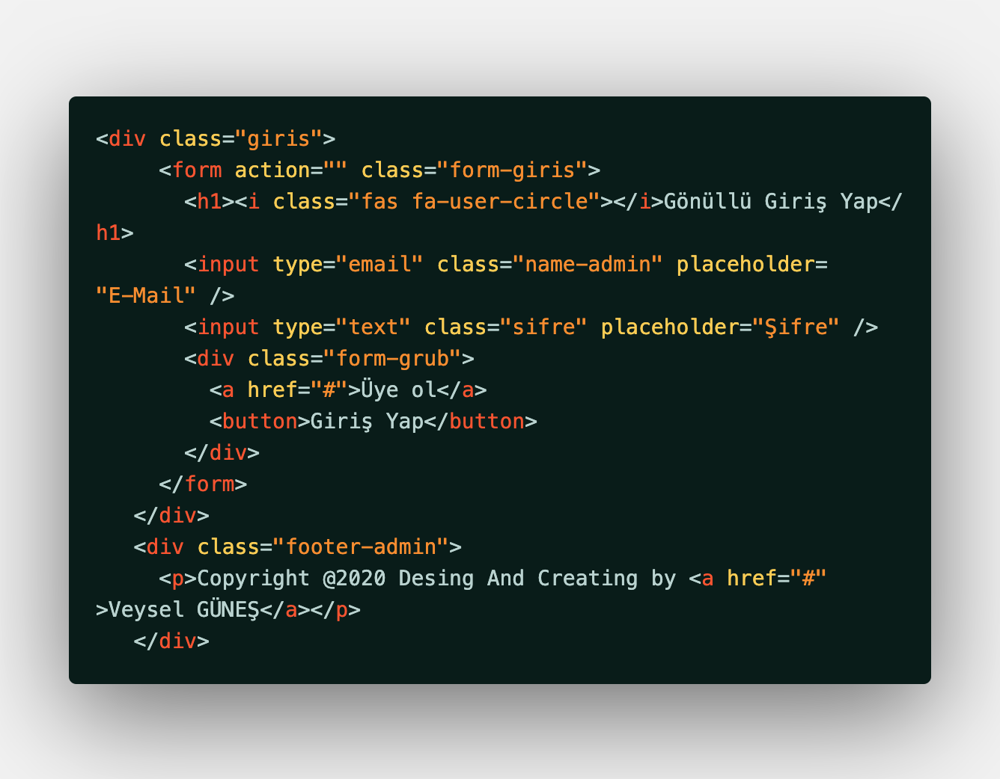 <div class="giris">
<form action="" class="form-giris">
<h1><i class="fas fa-user-circle"></i>Gönüllü Giriş Yap</
h1>
<input type="email" class="name-admin" placeholder=
"E-Mail" />
<input type="text" class="sifre" placeholder="Şifre" />
<div class="form-grub">
<a href="#">Üye ol</a>
<button>Giriş Yap</button>
</div>
</form>
</div>
<div class="footer-admin">
<p>Copyright @2020 Desing And Creating by <a href="#"
>Veysel GÜNEŞ</a></p>
</div>